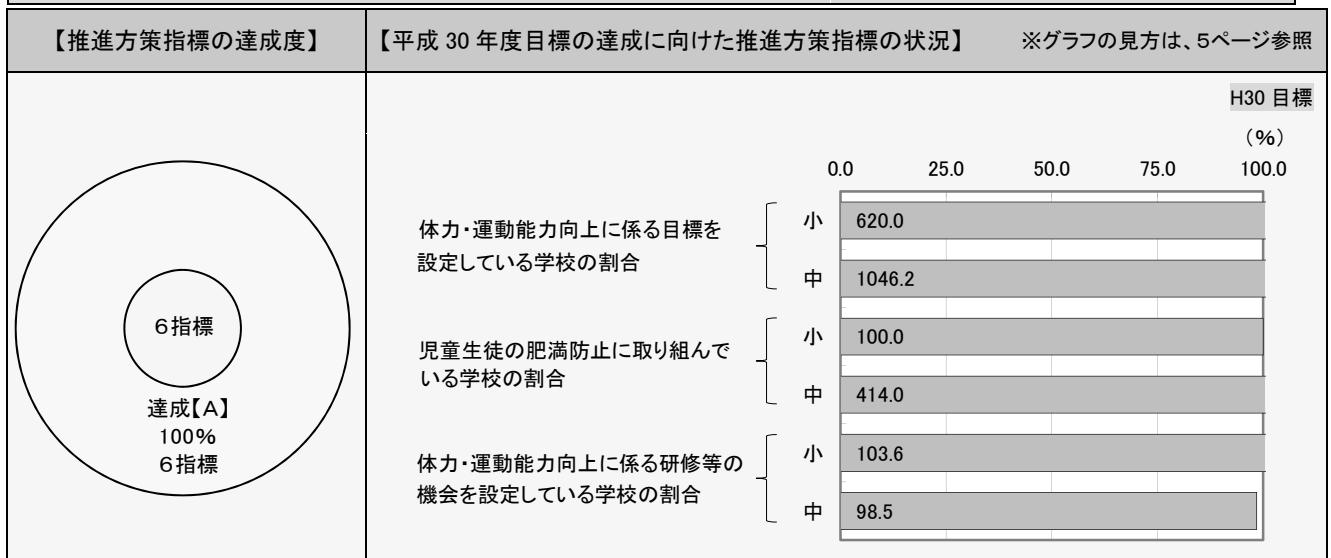 【推進方策指標の達成度】
【平成 30 年度目標の達成に向けた推進方策指標の状況】 ※グラフの見方は、5ページ参照
6指標
達成【A】
100%
6指標
H30 目標
(%)
0.0 25.0 50.0 75.0 100.0
体力・運動能力向上に係る目標を
設定している学校の割合
小 620.0
中 1046.2
児童生徒の肥満防止に取り組んで
いる学校の割合
小 100.0
中 414.0
体力・運動能力向上に係る研修等の
機会を設定している学校の割合
小 103.6
中 98.5